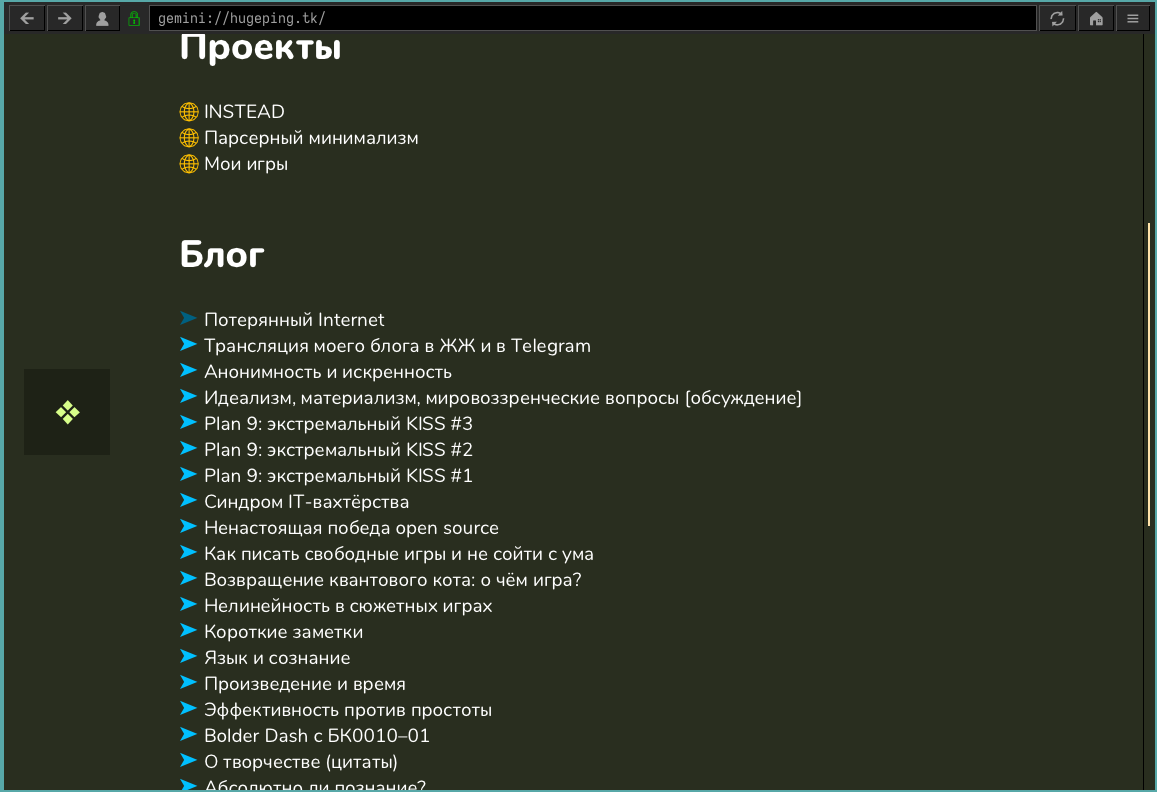 gemini://hugeping.tk/
Проекты
INSTEAD
Парсерный минимализм
Мои игры
Блог
Потерянный Internet
Трансляция моего блога в ЖЖ и в Telegram
Анонимность и искренность
Идеализм, материализм, мировоззренческие вопросы [обсуждение]
Plan 9: экстремальный KISS #3
Plan 9: экстремальный KISS #2
Plan 9: экстремальный KISS #1
Синдром IT-вахтёрства
Ненастоящая победа open source
Как писать свободные игры и не сойти с ума
Возвращение квантового кота: о чём игра?
Нелинейность в сюжетных играх
Короткие заметки
Язык и сознание
Произведение и время
Эффективность против простоты
Bolder Dash с БК0010–01
О творчестве (цитаты)
Абсолютно ли познание?